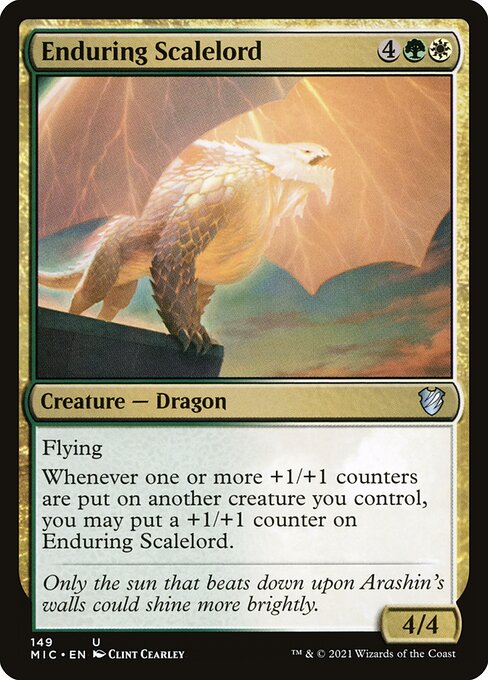 Enduring Scalelord 4
Creature — Dragon
Flying
Whenever one or more +1/+1 counters
are put on another creature you control,
you may put a +1/+1 counter on
Enduring Scalelord.
Only the sun that beats down upon Arashin's
walls could shine more brightly.
4/4
149 U
MIC • EN Clint Cearley ™ & © 2021 Wizards of the Coast